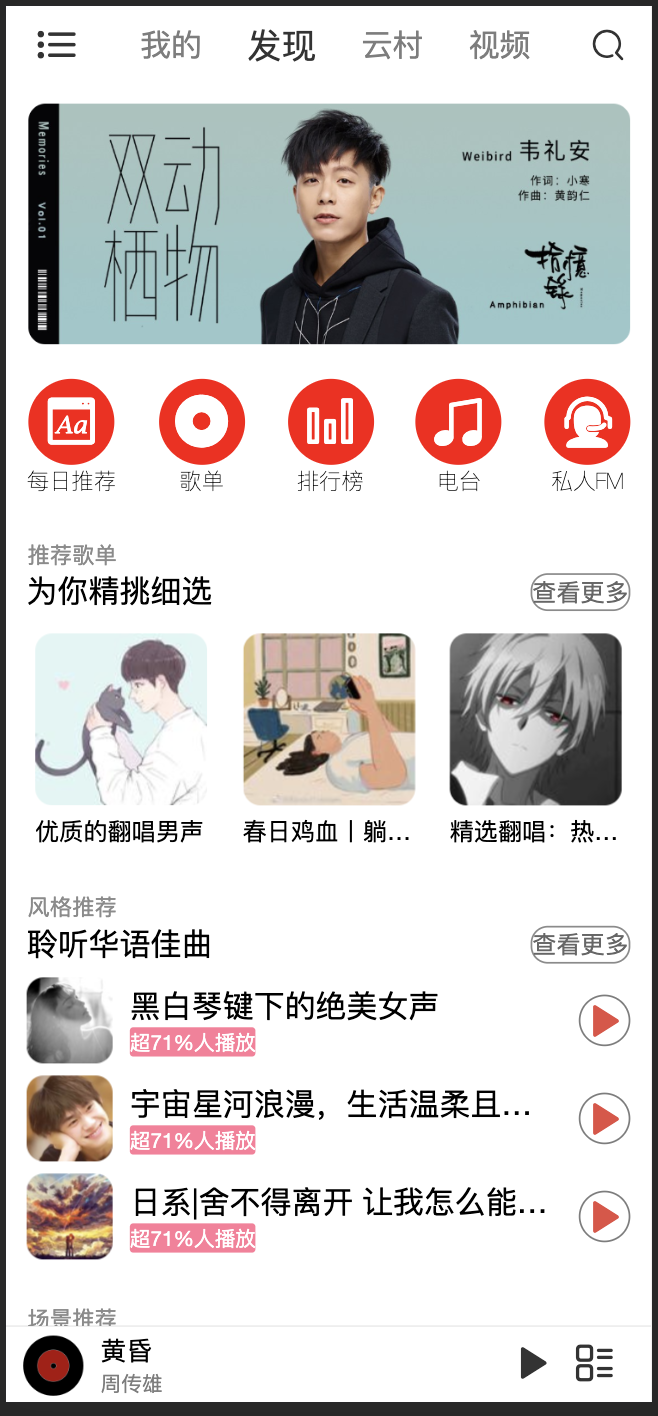 我的 发现 云村 视频
Memories Vol.01
双动
栖物
Weibird 韦礼安
作词：小寒
作曲：黄韵仁
Amphibian
每日推荐 歌单 排行榜 电台 私人FM
Aa
推荐歌单
为你精挑细选
查看更多
优质的翻唱男声
春日鸡血丨躺...
精选翻唱：热...
风格推荐
聆听华语佳曲
查看更多
黑白琴键下的绝美女声
超71%人播放
宇宙星河浪漫，生活温柔且...
超71%人播放
日系|舍不得离开 让我怎么能...
超71%人播放
场景推荐
黄昏
周传雄